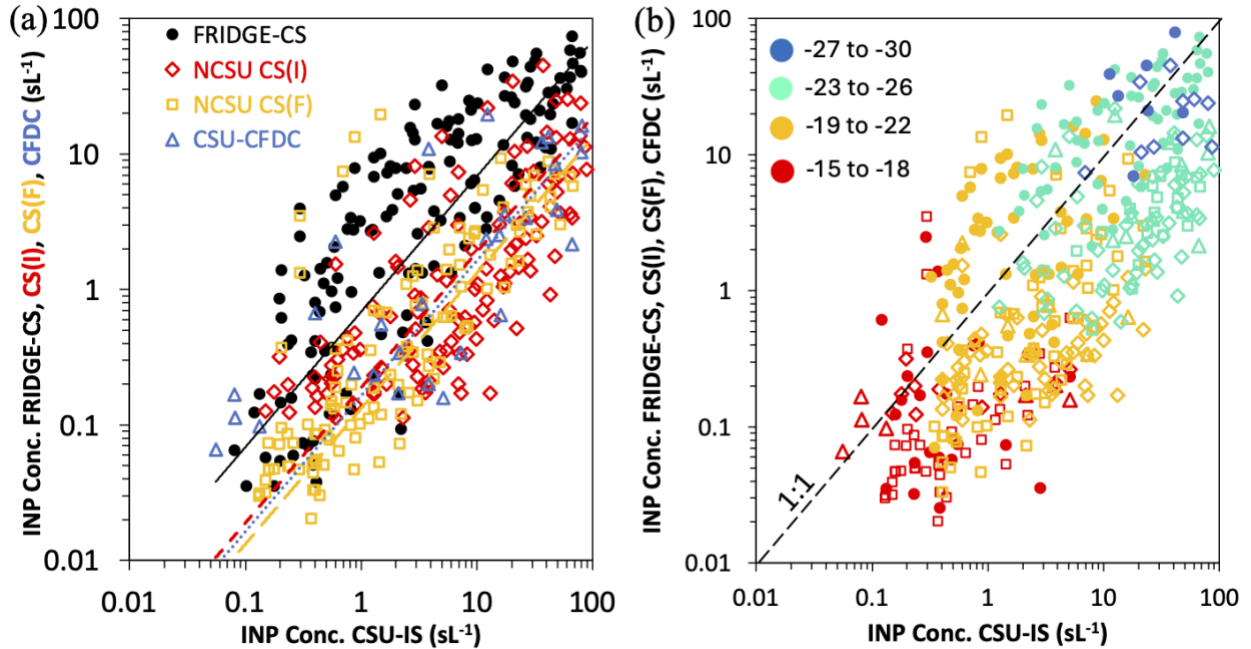 (a)
100
10
1
0.1
0.01
INP Conc. FRIDGE-CS, CS(I), CS(F), CFDC (sL⁻¹)
FRIDGE-CS
NCSU CS(I)
NCSU CS(F)
CSU-CFDC
0.01 0.1 1 10 100
INP Conc. CSU-IS (sL⁻¹)
(b)
100
10
1
0.1
0.01
INP Conc. FRIDGE-CS, CS(I), CS(F), CFDC (sL⁻¹)
-27 to -30
-23 to -26
-19 to -22
-15 to -18
1:1
0.01 0.1 1 10 100
INP Conc. CSU-IS (sL⁻¹)